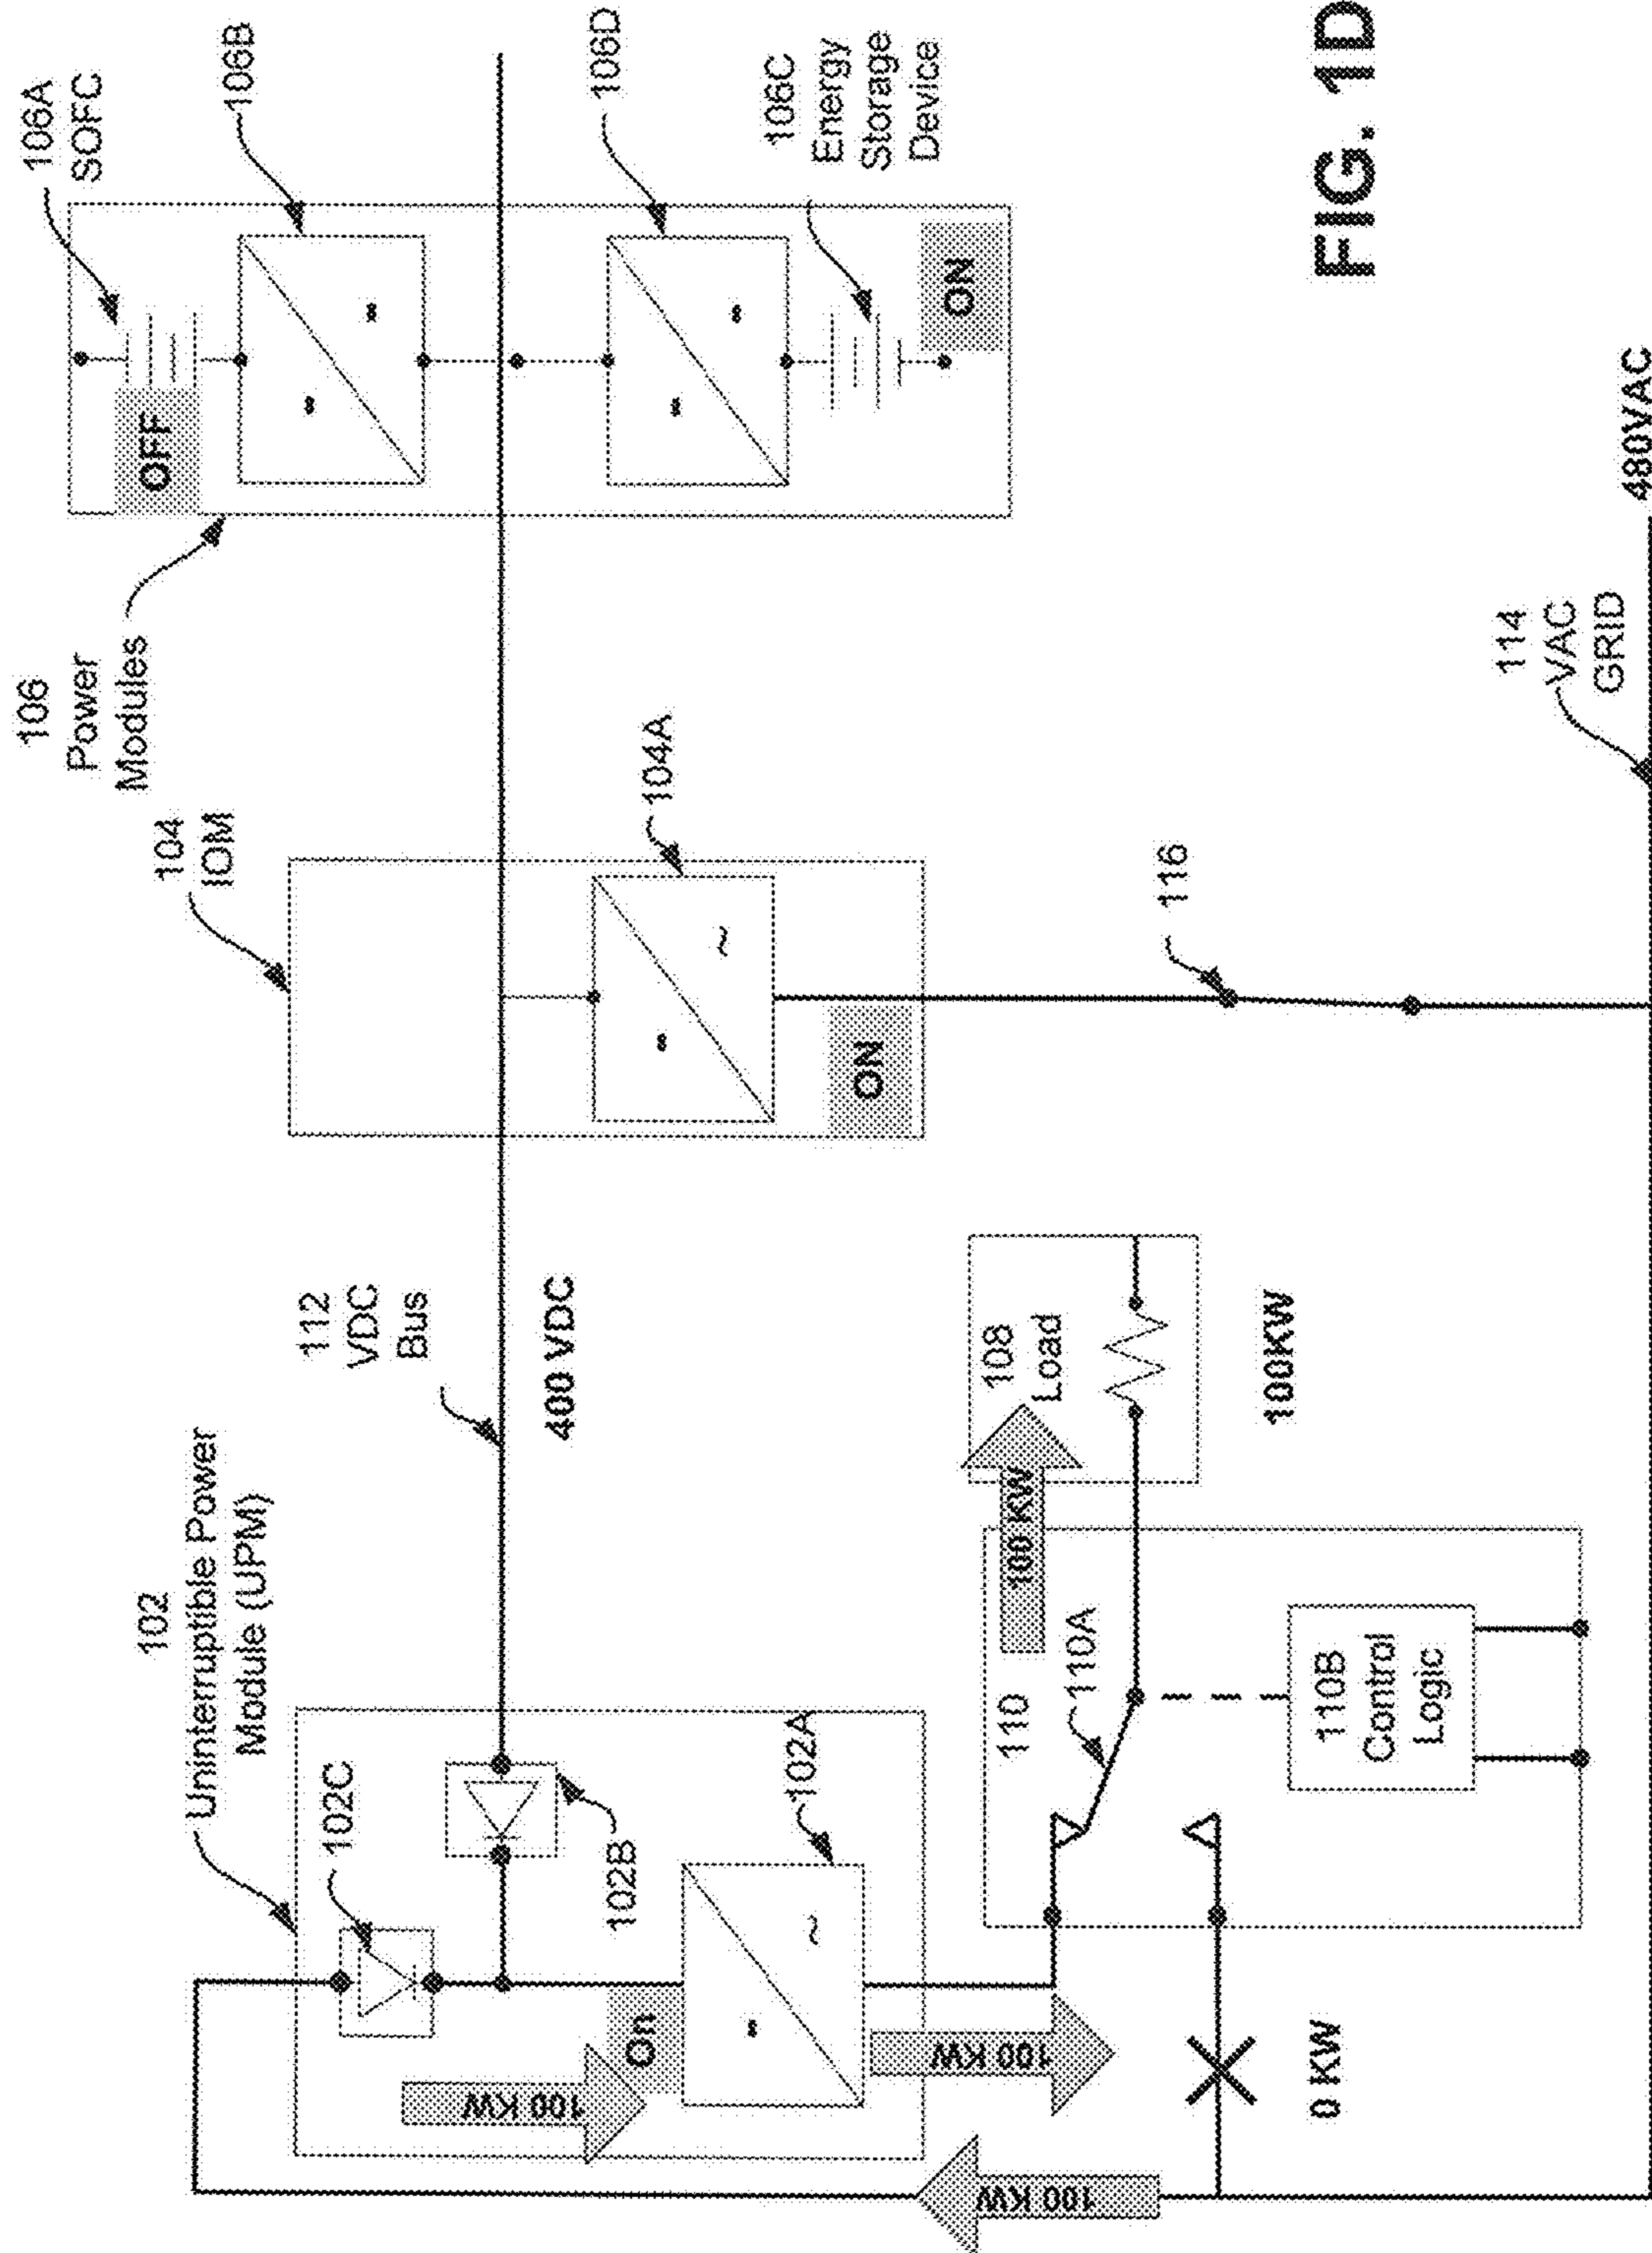 106
Power
Modules
106A
SOFC
OFF
106B
106D
106C
Energy
Storage
Device
ON
104
IOM
104A
ON
112
VDC
Bus
400 VDC
102
Uninterruptible Power
Module (UPM)
102C
102B
102A
On
100 KW
100 KW
100 KW
0 KW
110
110A
110B
Control
Logic
100 KW
108
Load
100KW
116
114
VAC
GRID
480VAC
FIG. 1D